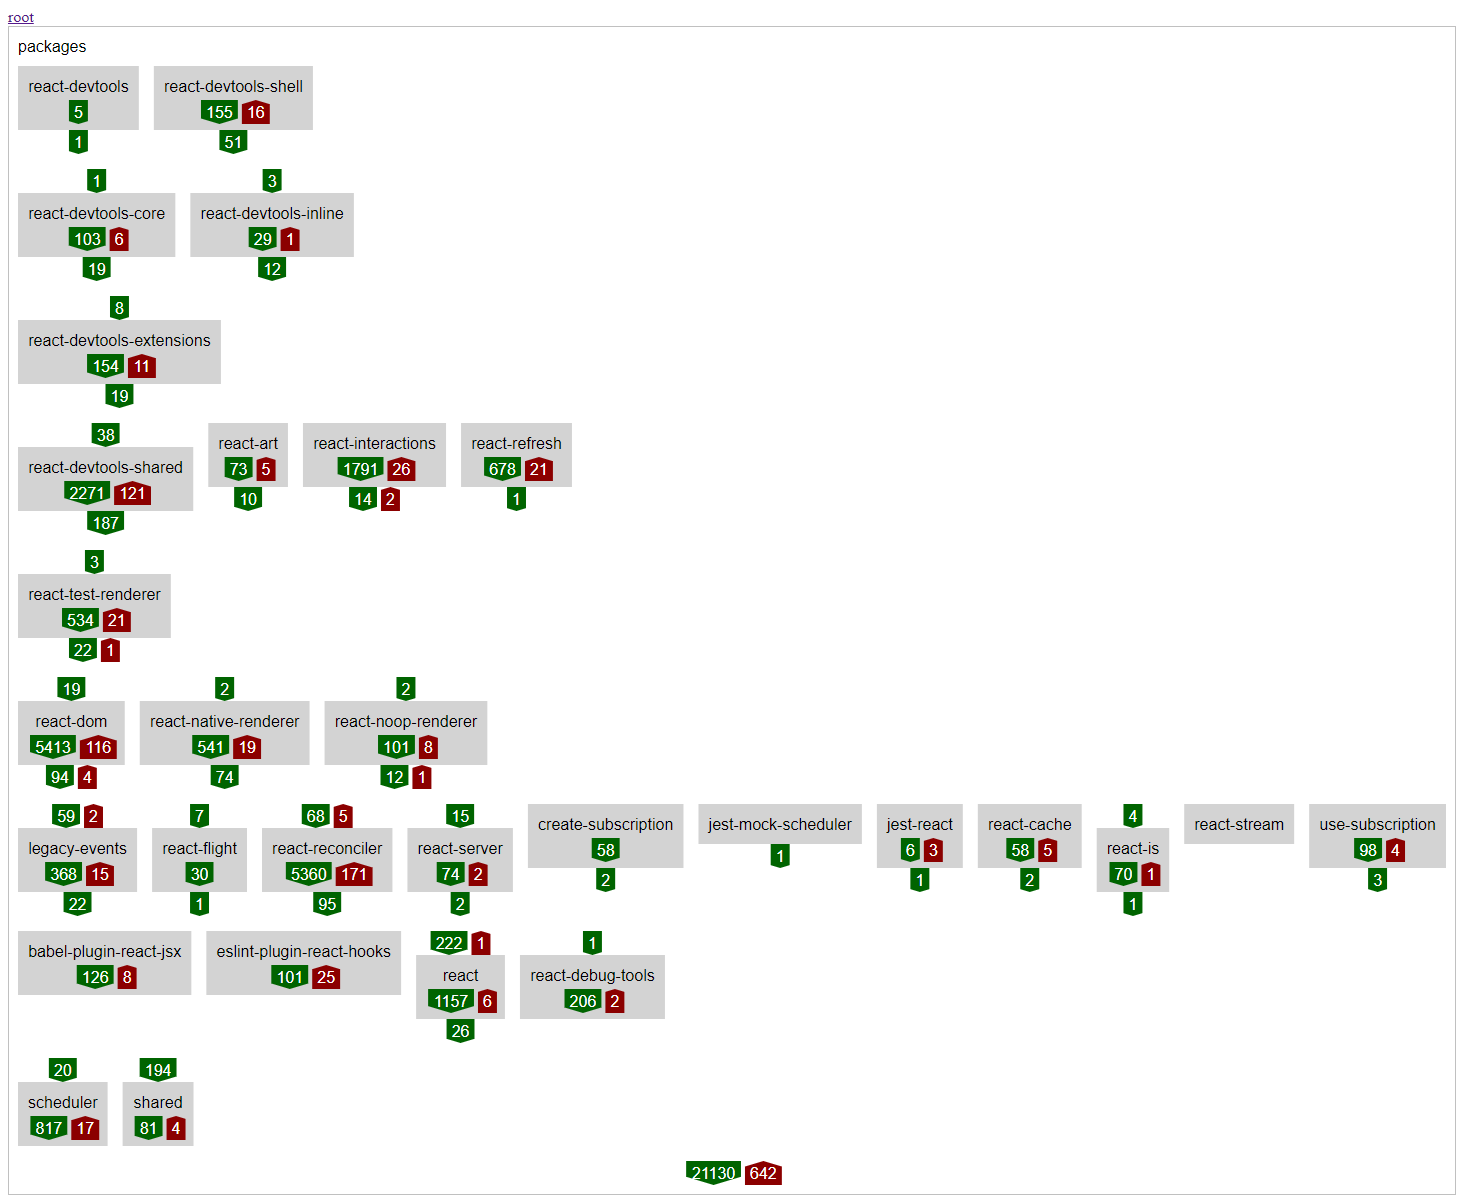 root
packages
react-devtools react-devtools-shell
5 155 16
1 51
1 3
react-devtools-core react-devtools-inline
103 6 29 1
19 12
8
react-devtools-extensions
154 11
19
38 react-art react-interactions react-refresh
react-devtools-shared 73 5 1791 26 678 21
2271 121 10 14 2 1
187
3
react-test-renderer
534 21
22 1
19 2 2
react-dom react-native-renderer react-noop-renderer
5413 116 541 19 101 8
94 4 74 12 1
59 2 7 68 5 15 create-subscription jest-mock-scheduler jest-react react-cache 4 react-stream use-subscription
legacy-events react-flight react-reconciler react-server 58 1 6 3 58 5 react-is 98 4
368 15 30 5360 171 74 2 2 1 2 70 1 3
22 1 95 2 1
babel-plugin-react-jsx eslint-plugin-react-hooks 222 1 1
126 8 101 25 react react-debug-tools
1157 6 206 2
26
20 194
scheduler shared
817 17 81 4
21130 642